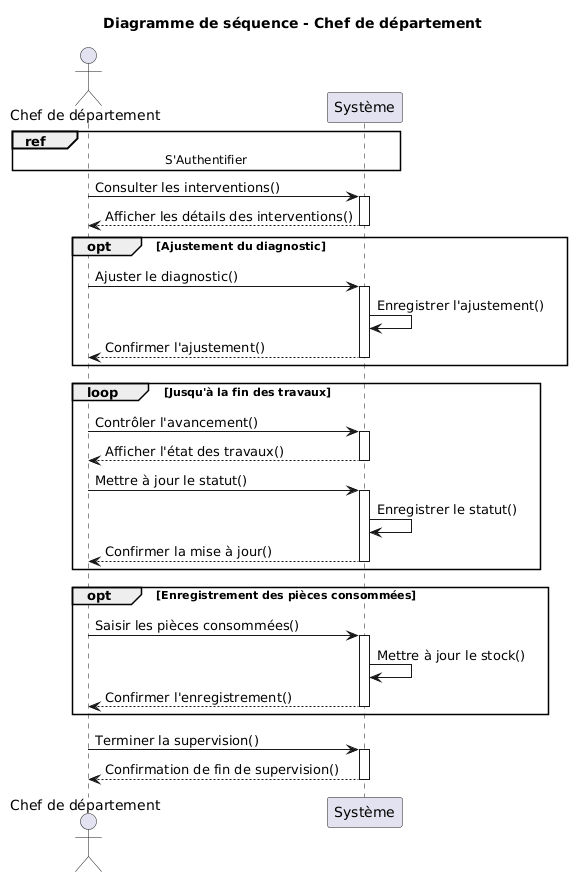 Diagramme de séquence - Chef de département
Chef de département
Système
ref
S'Authentifier
Consulter les interventions()
Afficher les détails des interventions()
opt [Ajustement du diagnostic]
Ajuster le diagnostic()
Enregistrer l'ajustement()
Confirmer l'ajustement()
loop [Jusqu'à la fin des travaux]
Contrôler l'avancement()
Afficher l'état des travaux()
Mettre à jour le statut()
Enregistrer le statut()
Confirmer la mise à jour()
opt [Enregistrement des pièces consommées]
Saisir les pièces consommées()
Mettre à jour le stock()
Confirmer l'enregistrement()
Terminer la supervision()
Confirmation de fin de supervision()
Chef de département
Système